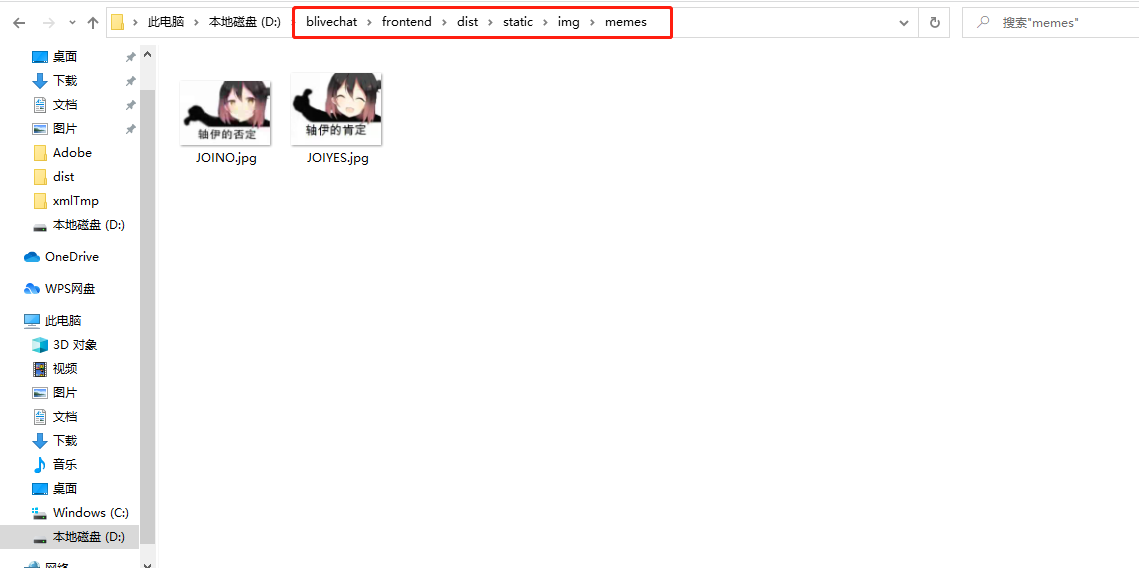 此电脑 本地磁盘 (D:) blivechat frontend dist static img memes 搜索"memes"
桌面
下载
文档
图片
Adobe
dist
xmlTmp
本地磁盘 (D:)
OneDrive
WPS网盘
此电脑
3D 对象
视频
图片
文档
下载
音乐
桌面
Windows (C:)
本地磁盘 (D:)
网络
轴伊的否定
JOINO.jpg
轴伊的肯定
JOIYES.jpg